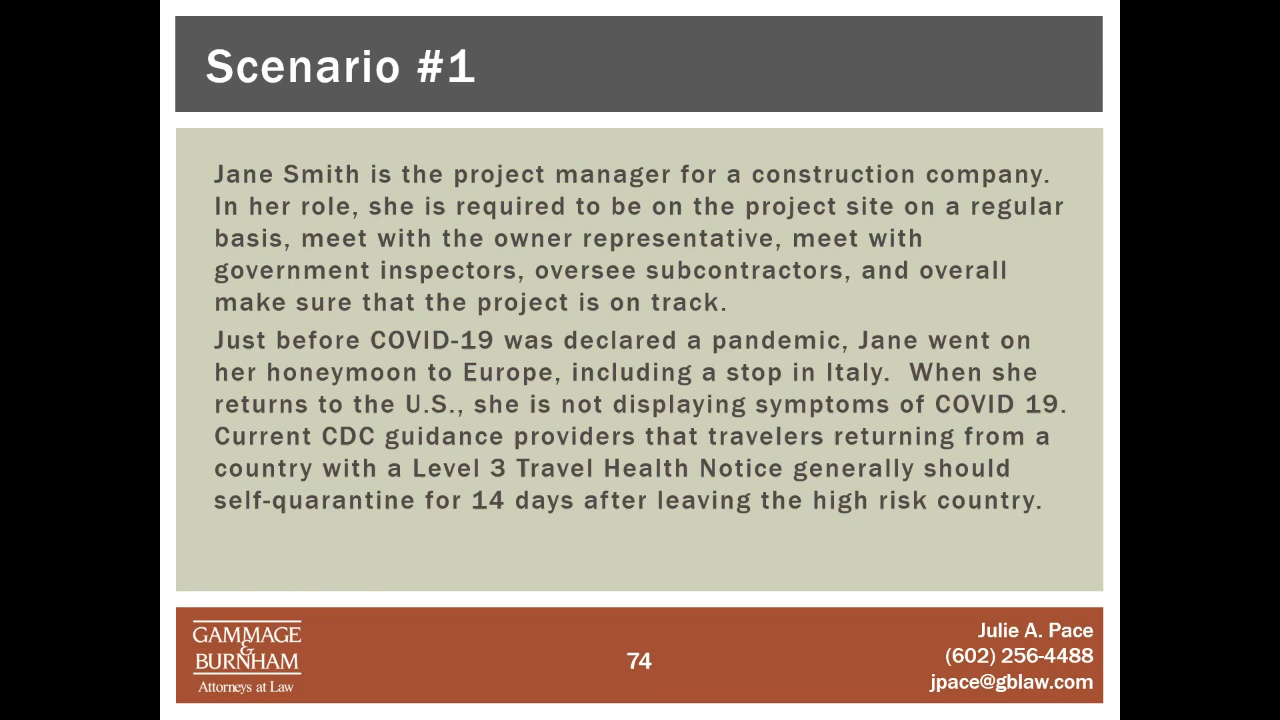 Scenario #1
Jane Smith is the project manager for a construction company.
In her role, she is required to be on the project site on a regular
basis, meet with the owner representative, meet with
government inspectors, oversee subcontractors, and overall
make sure that the project is on track.
Just before COVID-19 was declared a pandemic, Jane went on
her honeymoon to Europe, including a stop in Italy.  When she
returns to the U.S., she is not displaying symptoms of COVID 19.
Current CDC guidance providers that travelers returning from a
country with a Level 3 Travel Health Notice generally should
self-quarantine for 14 days after leaving the high risk country.
GAMMAGE
&
BURNHAM
Attorneys at Law
74
Julie A. Pace
(602) 256-4488
jpace@gblaw.com